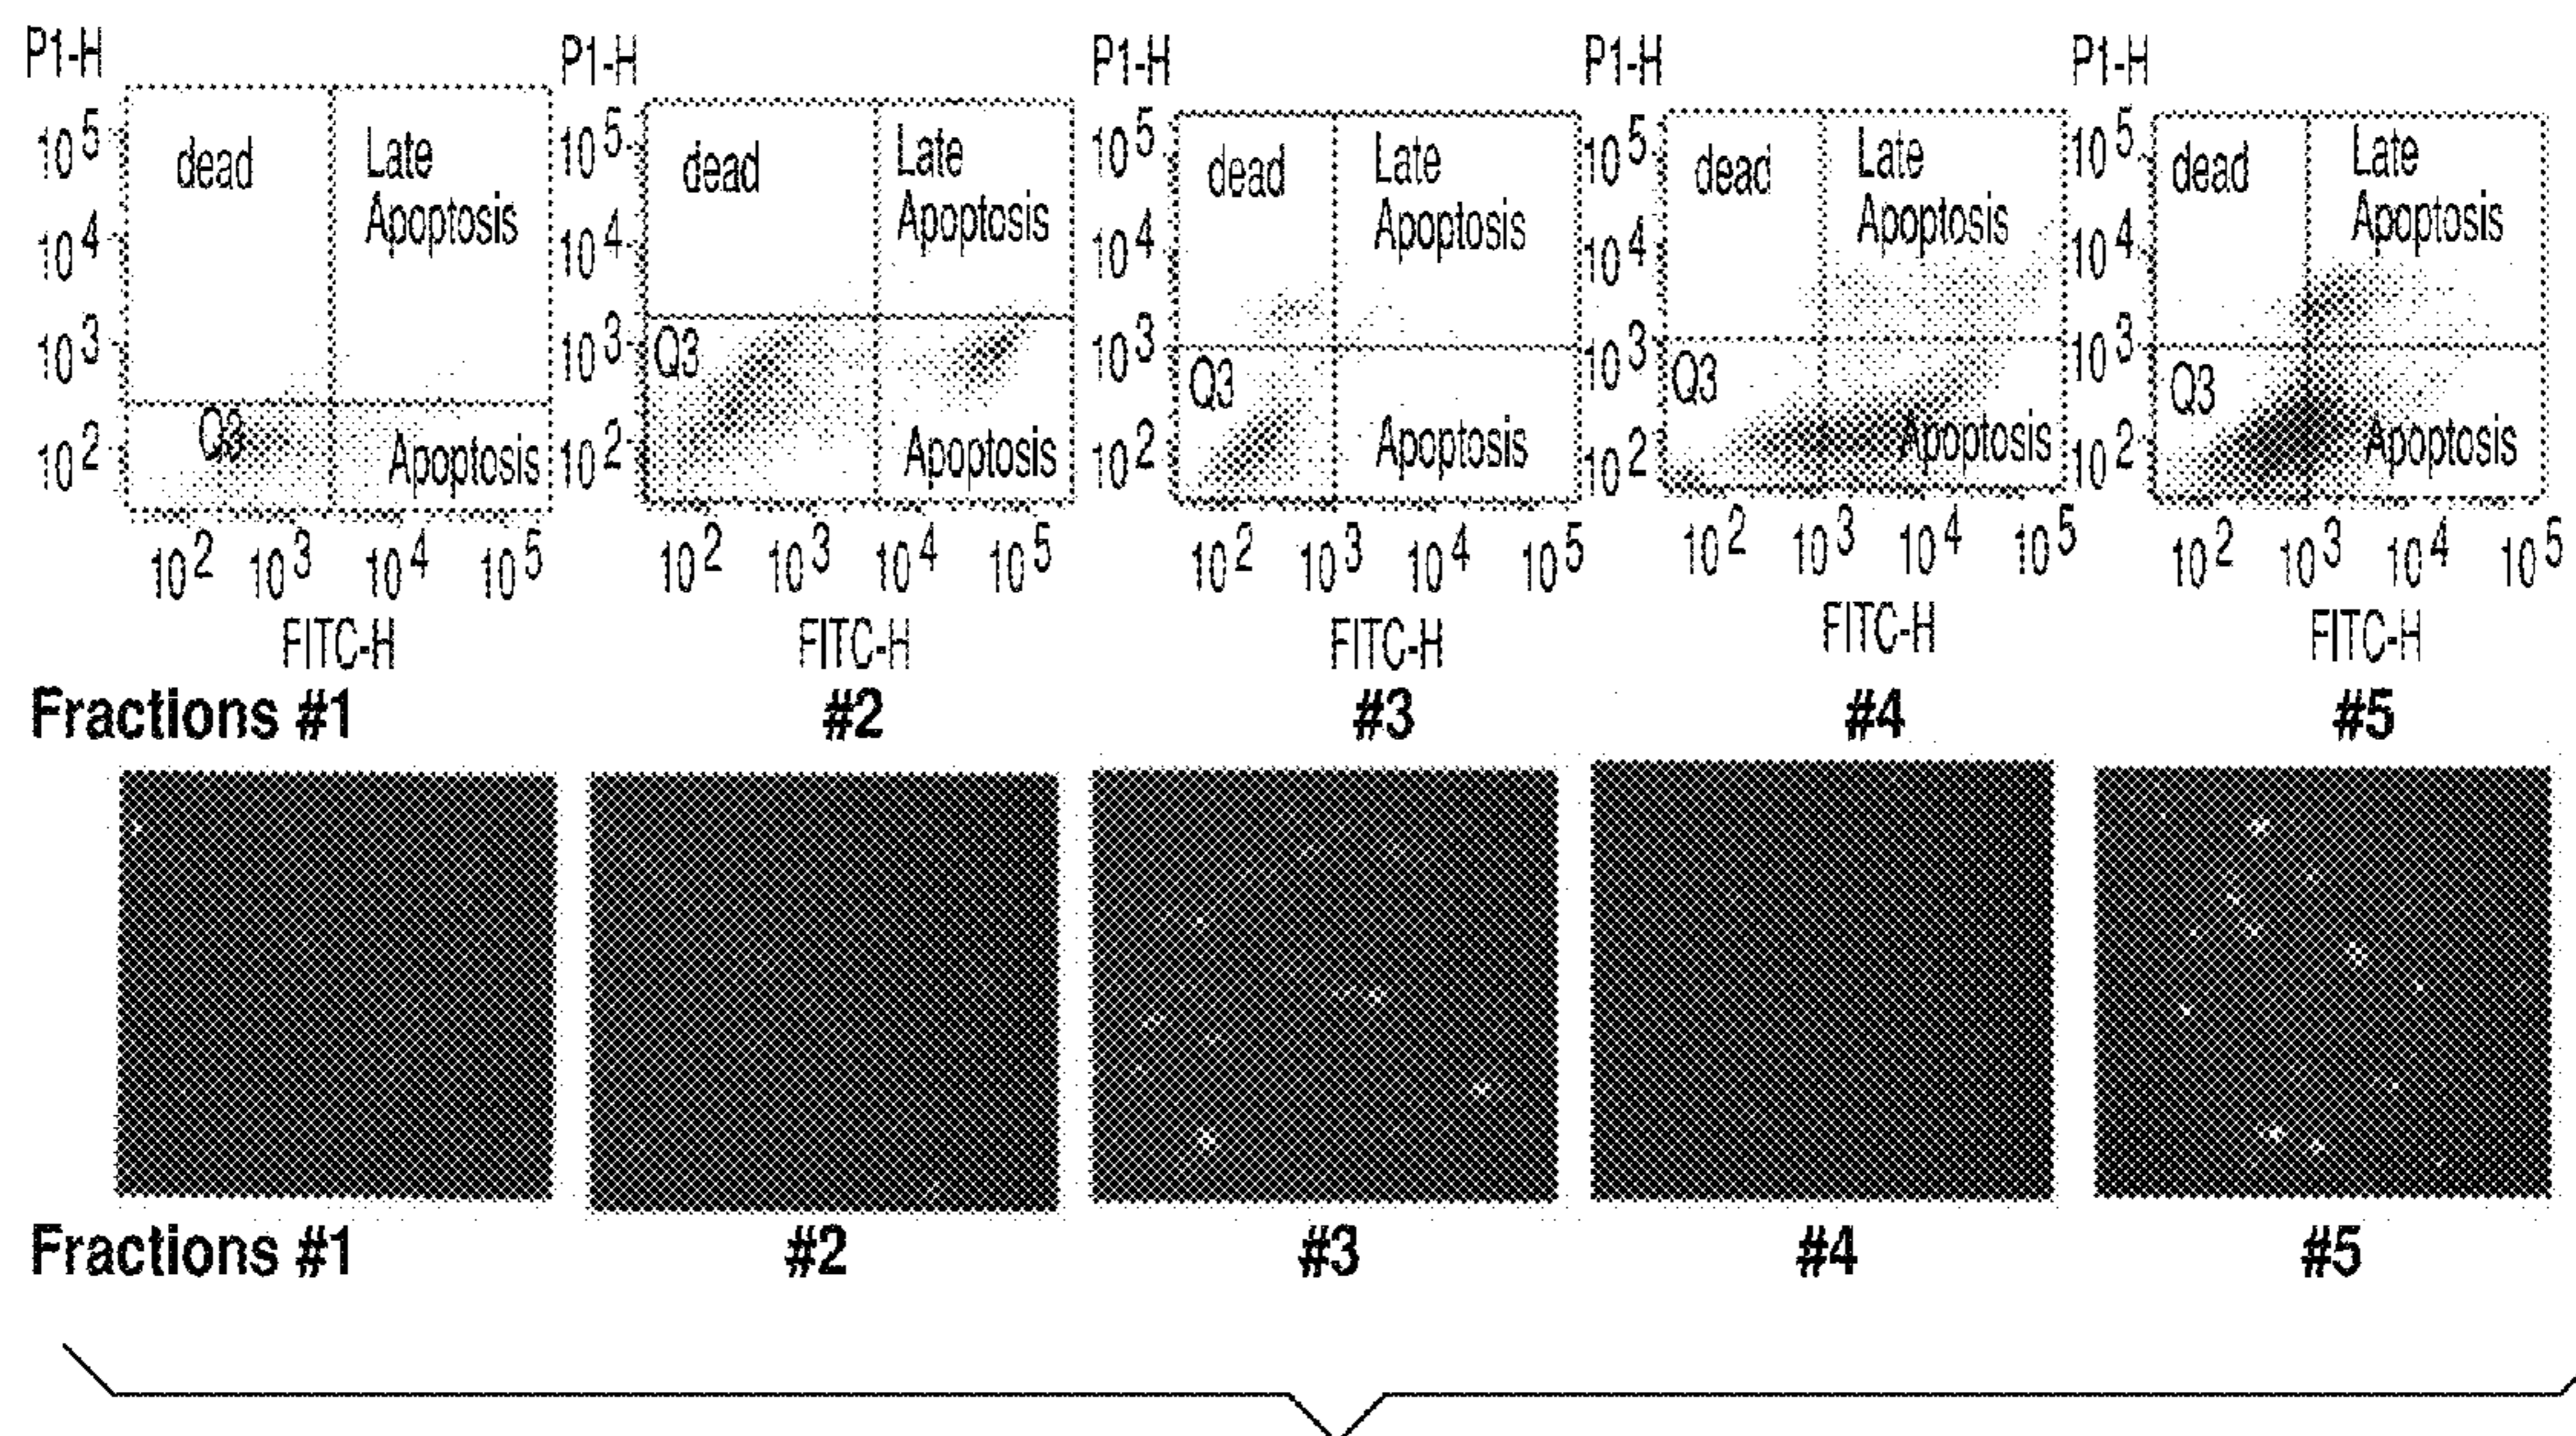 P1-H P1-H P1-H P1-H P1-H
10^5 dead Late Apoptosis 10^5 dead Late Apoptosis 10^5 dead Late Apoptosis 10^5 dead Late Apoptosis 10^5 dead Late Apoptosis
10^4 10^4 10^4 10^4 10^4
10^3 10^3 Q3 10^3 Q3 10^3 Q3 10^3 Q3
10^2 Q3 Apoptosis 10^2 Apoptosis 10^2 Apoptosis 10^2 Apoptosis 10^2 Apoptosis
10^2 10^3 10^4 10^5 10^2 10^3 10^4 10^5 10^2 10^3 10^4 10^5 10^2 10^3 10^4 10^5 10^2 10^3 10^4 10^5
FITC-H FITC-H FITC-H FITC-H FITC-H
Fractions #1 #2 #3 #4 #5
Fractions #1 #2 #3 #4 #5